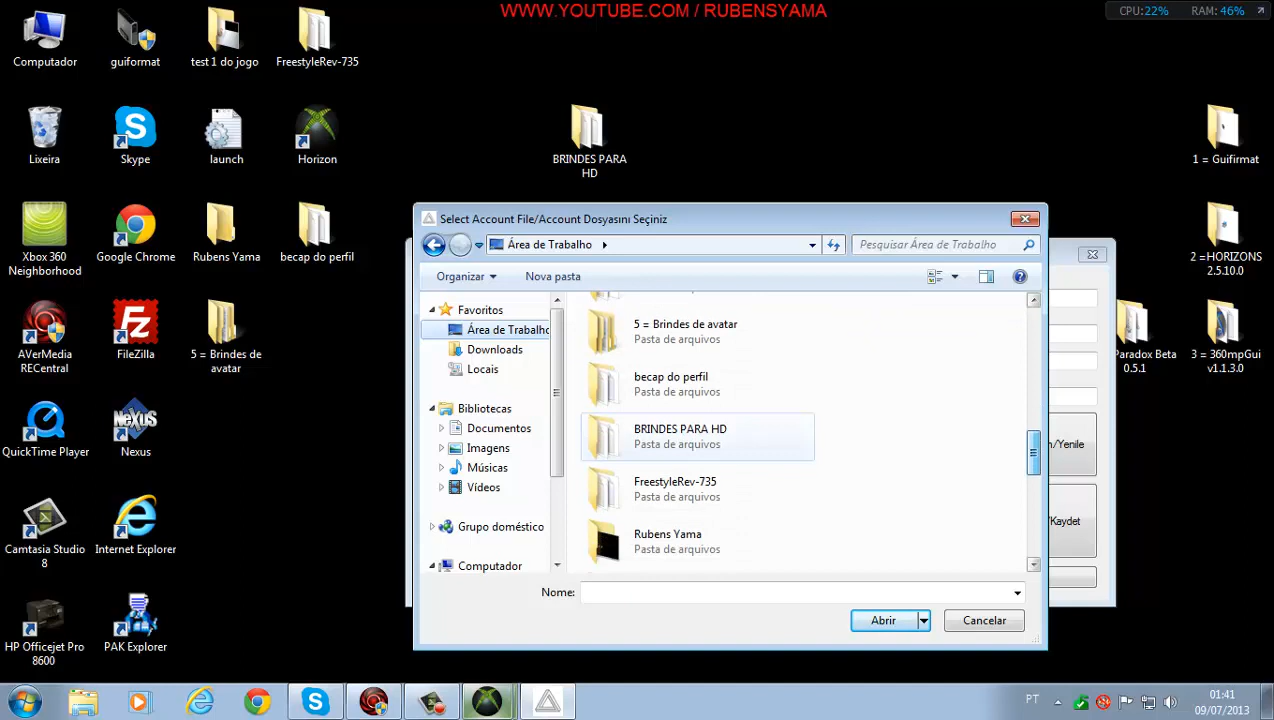 WWW.YOUTUBE.COM / RUBENSYAMA
CPU:22% RAM: 46%
Computador
guiformat
test 1 do jogo
FreestyleRev-735
Lixeira
Skype
launch
Horizon
BRINDES PARA
HD
1 = Guifirmat
Xbox 360
Neighborhood
Google Chrome
Rubens Yama
becap do perfil
2 =HORIZONS
2.5.10.0
AVerMedia
RECentral
FileZilla
5 = Brindes de
avatar
Paradox Beta
0.5.1
3 = 360mpGui
v1.1.3.0
QuickTime Player
Nexus
Camtasia Studio
8
Internet Explorer
HP Officejet Pro
8600
PAK Explorer
Select Account File/Account Dosyasını Seçiniz
Área de Trabalho
Pesquisar Área de Trabalho
Organizar
Nova pasta
Favoritos
Área de Trabalho
Downloads
Locais
Bibliotecas
Documentos
Imagens
Músicas
Vídeos
Grupo doméstico
Computador
5 = Brindes de avatar
Pasta de arquivos
becap do perfil
Pasta de arquivos
BRINDES PARA HD
Pasta de arquivos
FreestyleRev-735
Pasta de arquivos
Rubens Yama
Pasta de arquivos
Nome:
Abrir
Cancelar
n/Yenile
/Kaydet
PT
01:41
09/07/2013